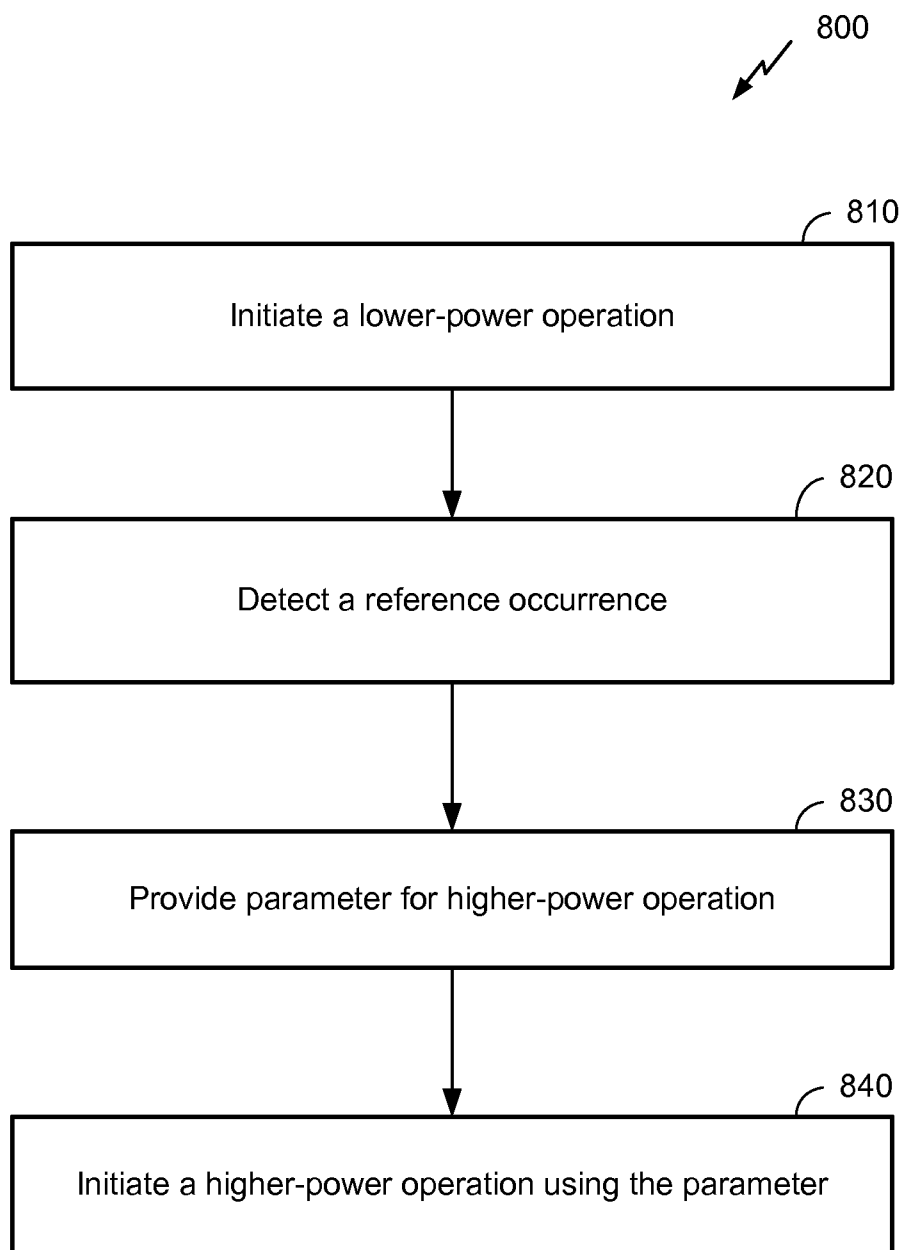 800
810
Initiate a lower-power operation
820
Detect a reference occurrence
830
Provide parameter for higher-power operation
840
Initiate a higher-power operation using the parameter